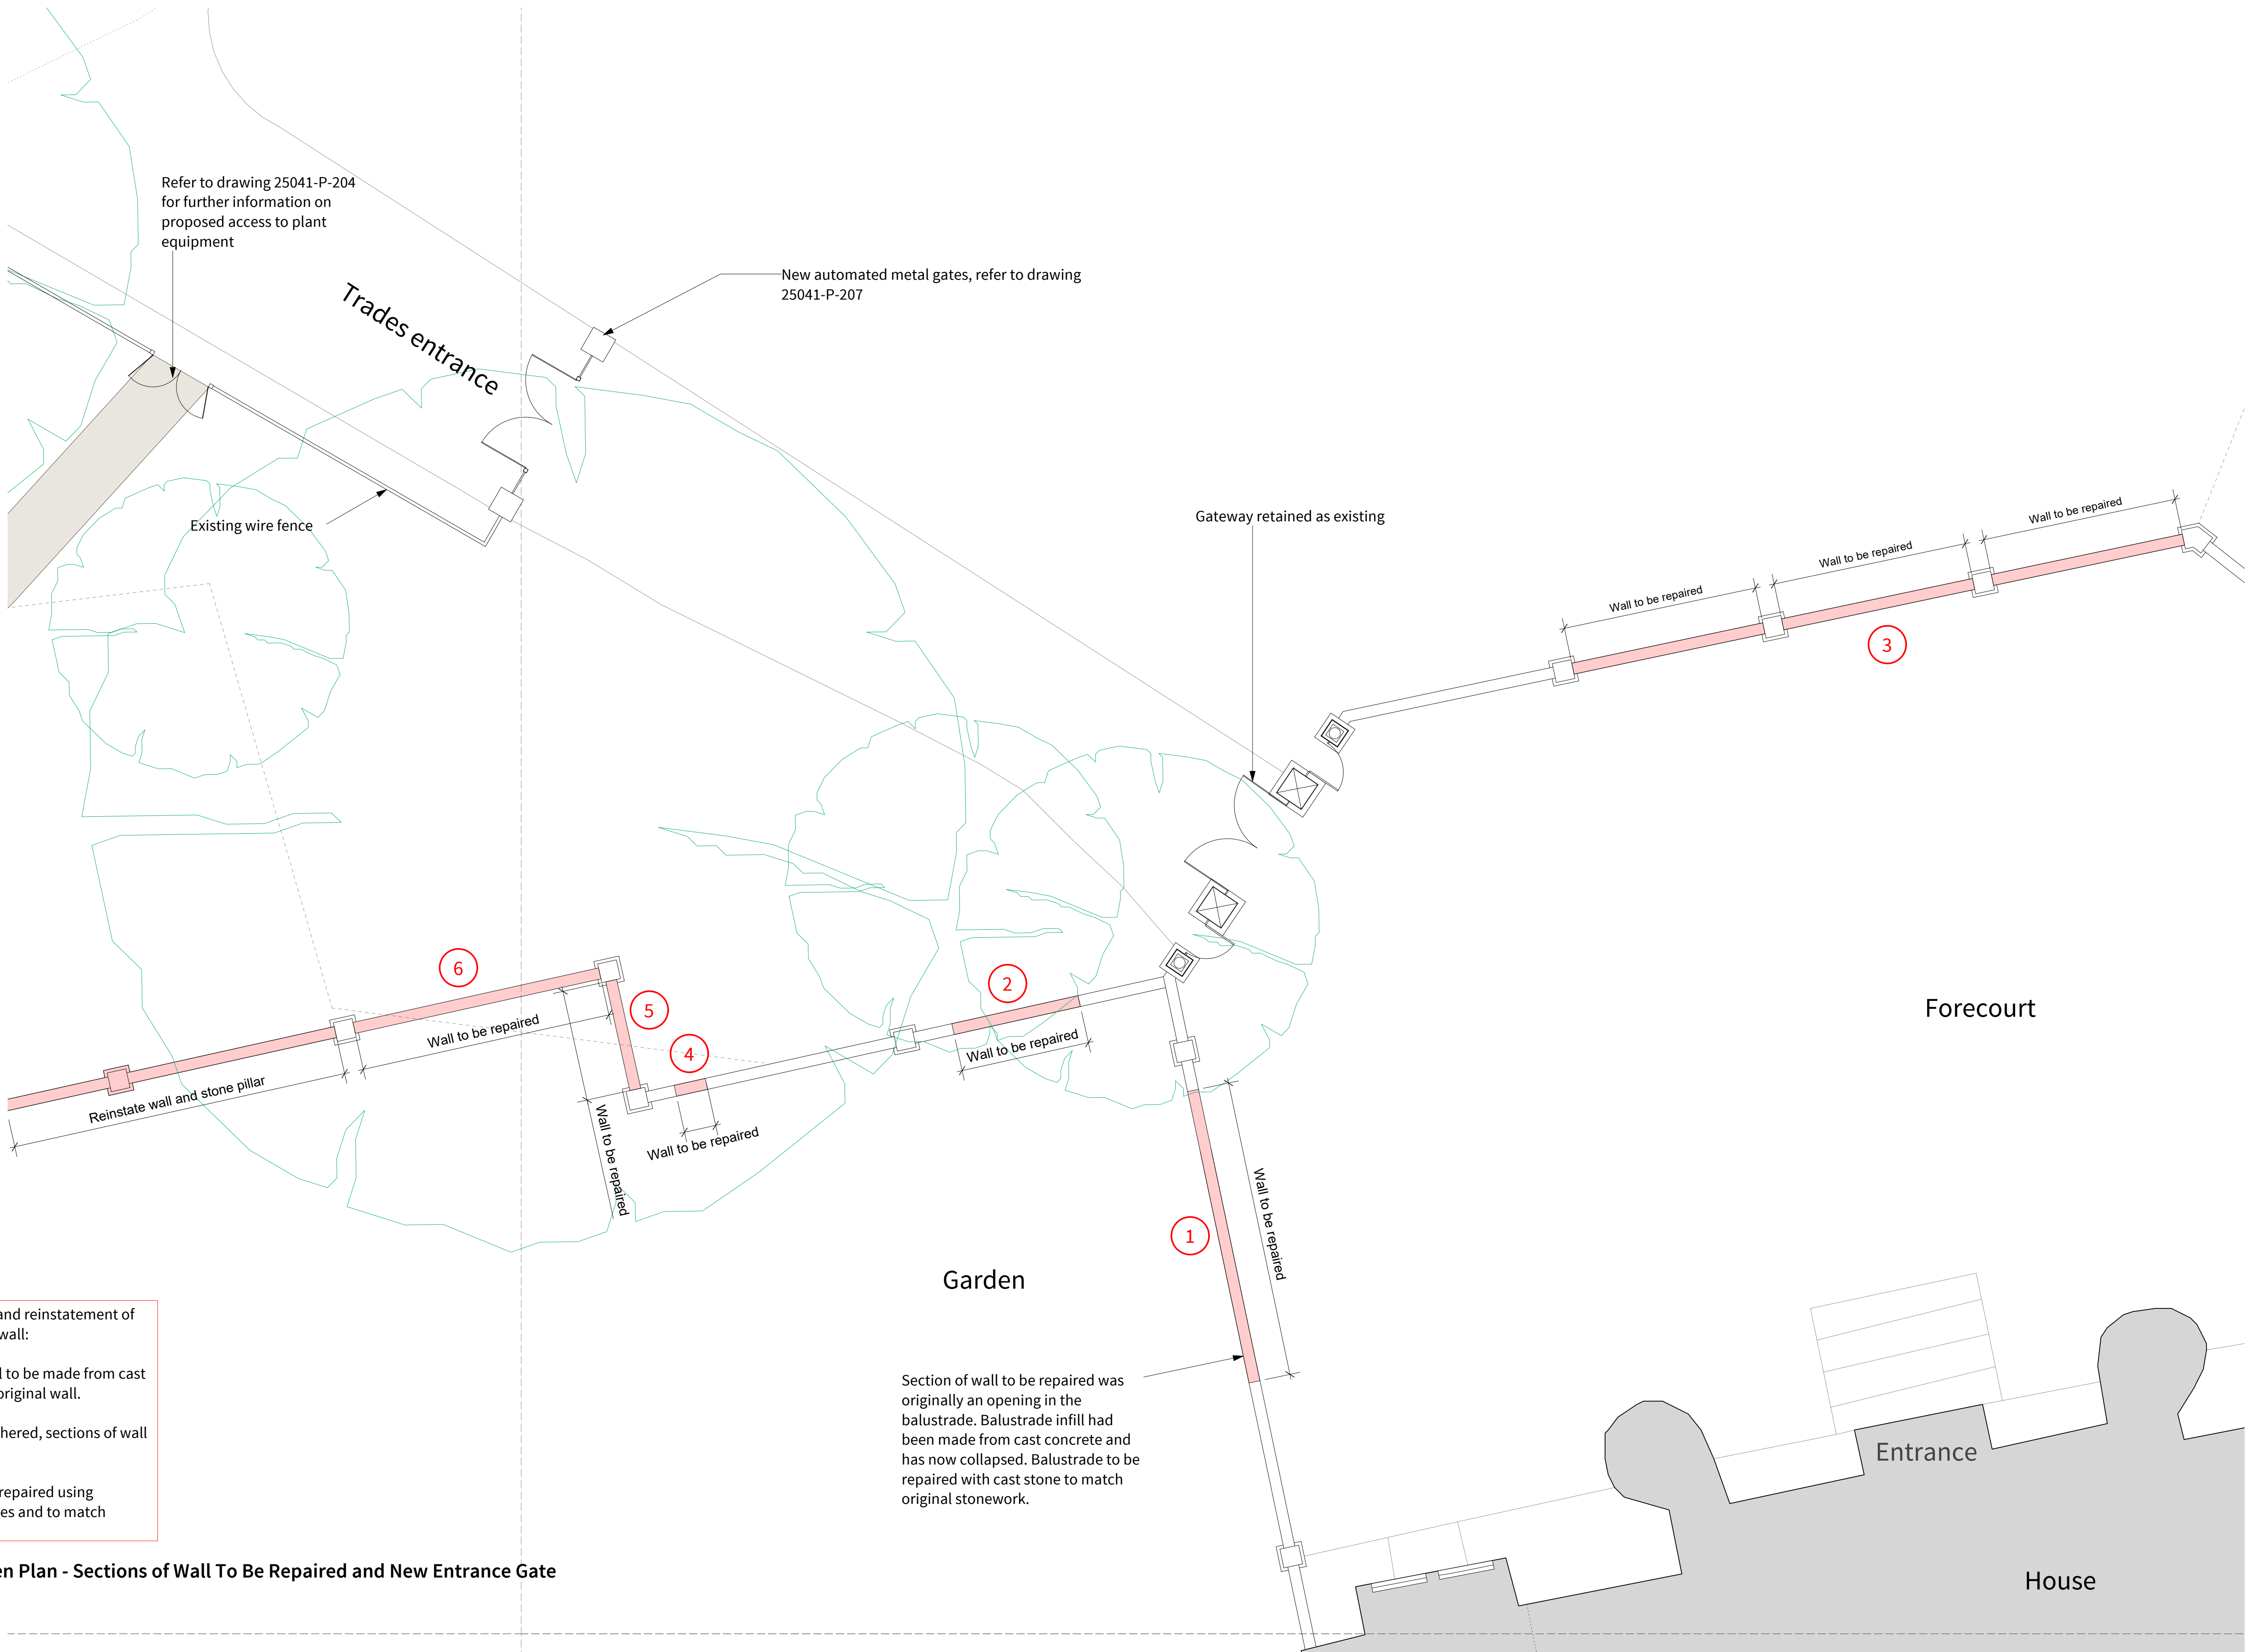 Refer to drawing 25041-P-204
for further information on
proposed access to plant
equipment
Trades entrance
New automated metal gates, refer to drawing
25041-P-207
Existing wire fence
Gateway retained as existing
Wall to be repaired
Wall to be repaired
Wall to be repaired
3
6
5
4
2
Wall to be repaired
Wall to be repaired
Reinstate wall and stone pillar
Wall to be repaired
Wall to be repaired
Forecourt
1
Wall to be repaired
Garden
and reinstatement of
wall:
to be made from cast
original wall.
hered, sections of wall
repaired using
es and to match
Section of wall to be repaired was
originally an opening in the
balustrade. Balustrade infill had
been made from cast concrete and
has now collapsed. Balustrade to be
repaired with cast stone to match
original stonework.
Entrance
House
en Plan - Sections of Wall To Be Repaired and New Entrance Gate